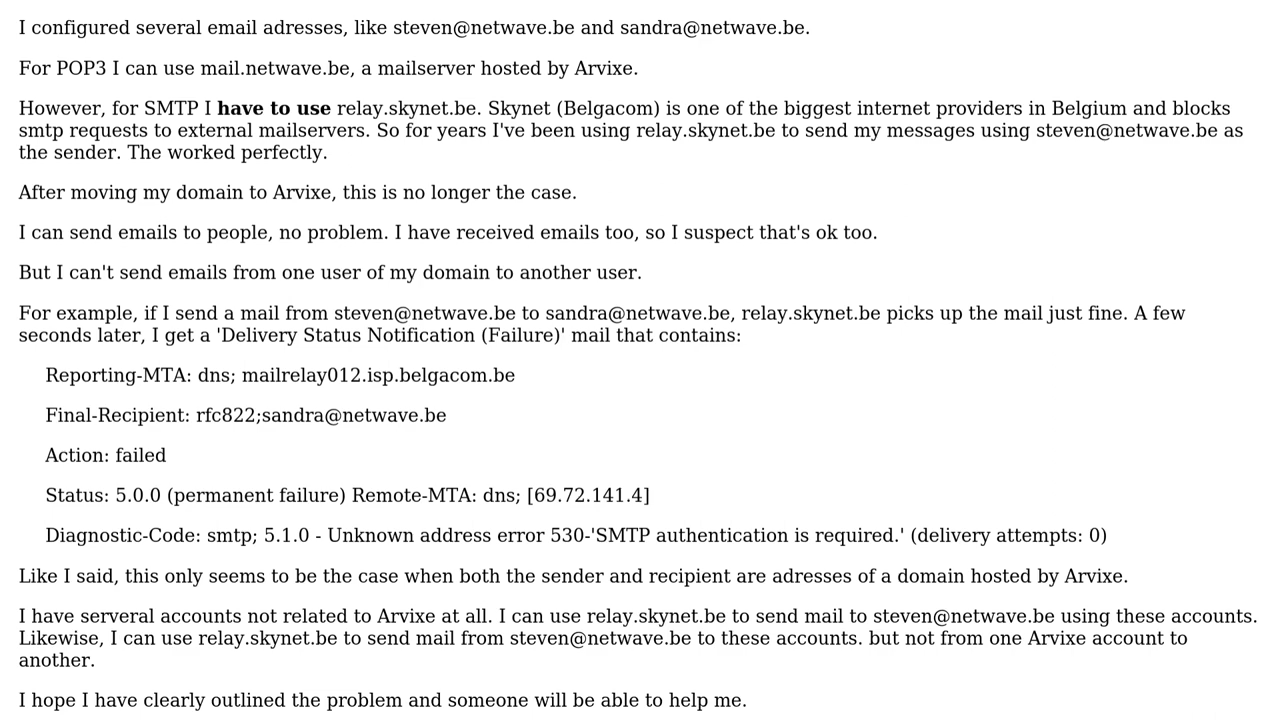 I configured several email adresses, like steven@netwave.be and sandra@netwave.be.
For POP3 I can use mail.netwave.be, a mailserver hosted by Arvixe.
However, for SMTP I have to use relay.skynet.be. Skynet (Belgacom) is one of the biggest internet providers in Belgium and blocks
smtp requests to external mailservers. So for years I've been using relay.skynet.be to send my messages using steven@netwave.be as
the sender. The worked perfectly.
After moving my domain to Arvixe, this is no longer the case.
I can send emails to people, no problem. I have received emails too, so I suspect that's ok too.
But I can't send emails from one user of my domain to another user.
For example, if I send a mail from steven@netwave.be to sandra@netwave.be, relay.skynet.be picks up the mail just fine. A few
seconds later, I get a 'Delivery Status Notification (Failure)' mail that contains:
Reporting-MTA: dns; mailrelay012.isp.belgacom.be
Final-Recipient: rfc822;sandra@netwave.be
Action: failed
Status: 5.0.0 (permanent failure) Remote-MTA: dns; [69.72.141.4]
Diagnostic-Code: smtp; 5.1.0 - Unknown address error 530-'SMTP authentication is required.' (delivery attempts: 0)
Like I said, this only seems to be the case when both the sender and recipient are adresses of a domain hosted by Arvixe.
I have serveral accounts not related to Arvixe at all. I can use relay.skynet.be to send mail to steven@netwave.be using these accounts.
Likewise, I can use relay.skynet.be to send mail from steven@netwave.be to these accounts. but not from one Arvixe account to
another.
I hope I have clearly outlined the problem and someone will be able to help me.